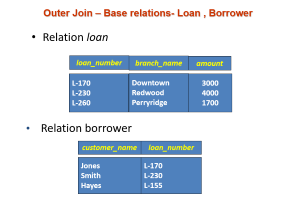 Outer Join – Base relations- Loan , Borrower
• Relation loan
loan_number branch_name amount
L-170 Downtown 3000
L-230 Redwood 4000
L-260 Perryridge 1700
• Relation borrower
customer_name loan_number
Jones L-170
Smith L-230
Hayes L-155